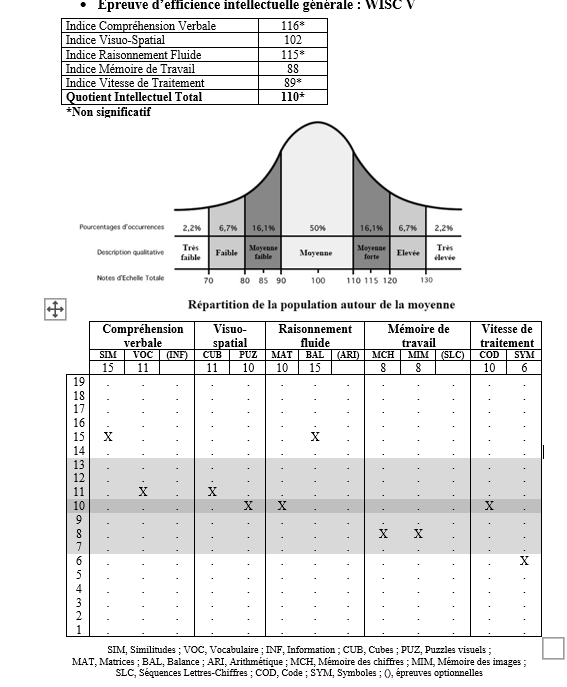 • Epreuve d'efficience intellectuelle générale : WISC V
Indice Compréhension Verbale 116*
Indice Visuo-Spatial 102
Indice Raisonnement Fluide 115*
Indice Mémoire de Travail 88
Indice Vitesse de Traitement 89*
Quotient Intellectuel Total 110*
*Non significatif
Pourcentages d'occurrences 2,2% 6,7% 16,1% 50% 16,1% 6,7% 2,2%
Description qualitative Très faible Faible Moyenne faible Moyenne Moyenne forte Elevée Très élevée
Notes d'Echelle Totale 70 80 85 90 100 110 115 120 130
Répartition de la population autour de la moyenne
Compréhension verbale Visuo-spatial Raisonnement fluide Mémoire de travail Vitesse de traitement
SIM VOC (INF) CUB PUZ MAT BAL (ARI) MCH MIM (SLC) COD SYM
15 11 11 10 10 15 8 8 10 6
19 . . . . . . . . . . . . .
18 . . . . . . . . . . . . .
17 . . . . . . . . . . . . .
16 . . . . . . . . . . . . .
15 X . . . . . X . . . . . .
14 . . . . . . . . . . . . .
13 . . . . . . . . . . . . .
12 . . . . . . . . . . . . .
11 . X . X . . . . . . . . .
10 . . . . X X . . . . . X .
9 . . . . . . . . . . . . .
8 . . . . . . . . X X . . .
7 . . . . . . . . . . . . .
6 . . . . . . . . . . . . X
5 . . . . . . . . . . . . .
4 . . . . . . . . . . . . .
3 . . . . . . . . . . . . .
2 . . . . . . . . . . . . .
1 . . . . . . . . . . . . .
SIM, Similitudes ; VOC, Vocabulaire ; INF, Information ; CUB, Cubes ; PUZ, Puzzles visuels ;
MAT, Matrices ; BAL, Balance ; ARI, Arithmétique ; MCH, Mémoire des chiffres ; MIM, Mémoire des images ;
SLC, Séquences Lettres-Chiffres ; COD, Code ; SYM, Symboles ; (), épreuves optionnelles